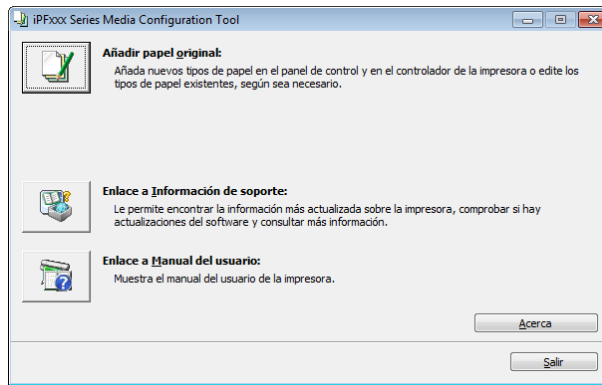 iPFxxx Series Media Configuration Tool
Añadir papel original:
Añada nuevos tipos de papel en el panel de control y en el controlador de la impresora o edite los
tipos de papel existentes, según sea necesario.
Enlace a Información de soporte:
Le permite encontrar la información más actualizada sobre la impresora, comprobar si hay
actualizaciones del software y consultar más información.
Enlace a Manual del usuario:
Muestra el manual del usuario de la impresora.
Acerca
Salir